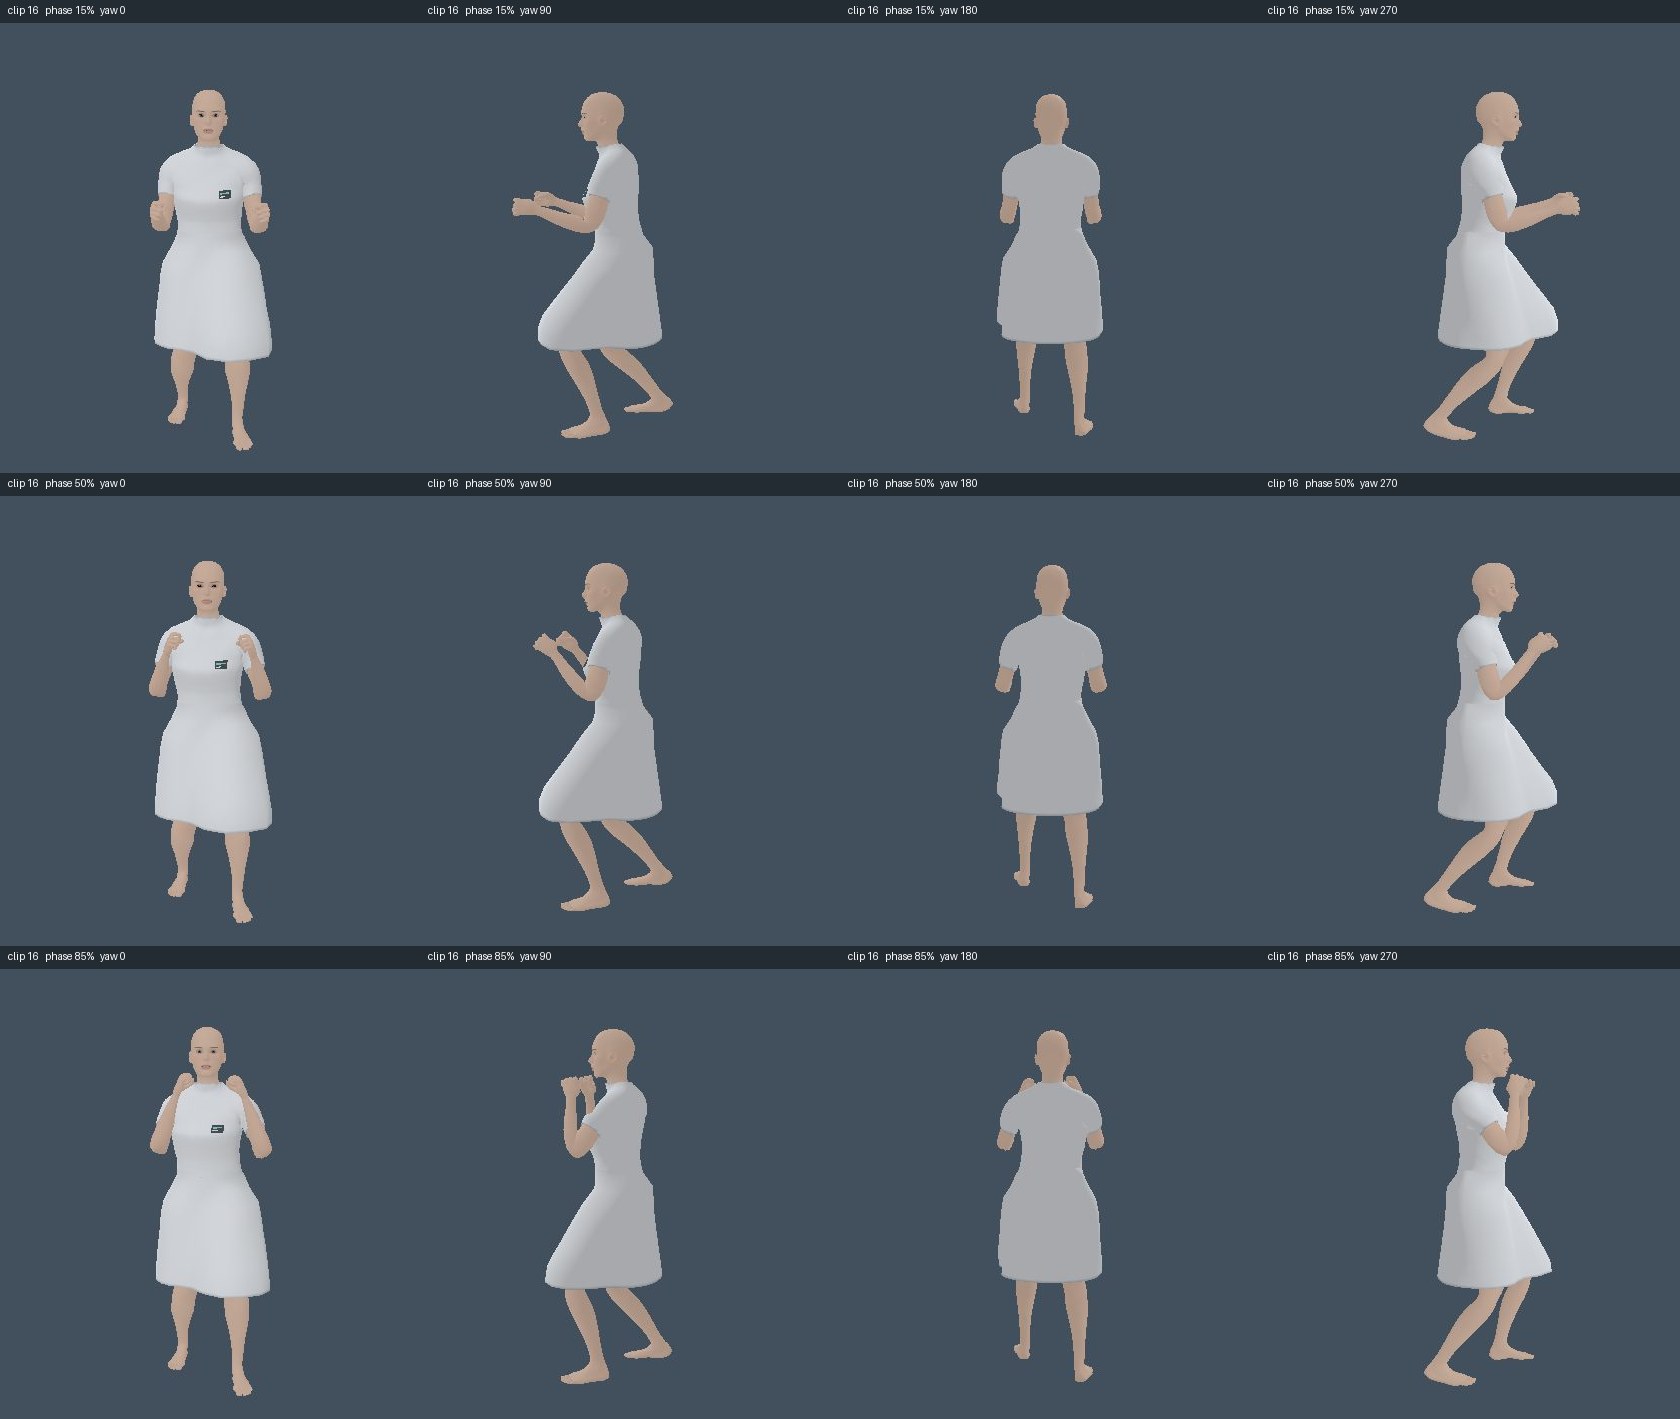 clip 16 phase 15% yaw 0
clip 16 phase 15% yaw 90
clip 16 phase 15% yaw 180
clip 16 phase 15% yaw 270
clip 16 phase 50% yaw 0
clip 16 phase 50% yaw 90
clip 16 phase 50% yaw 180
clip 16 phase 50% yaw 270
clip 16 phase 85% yaw 0
clip 16 phase 85% yaw 90
clip 16 phase 85% yaw 180
clip 16 phase 85% yaw 270